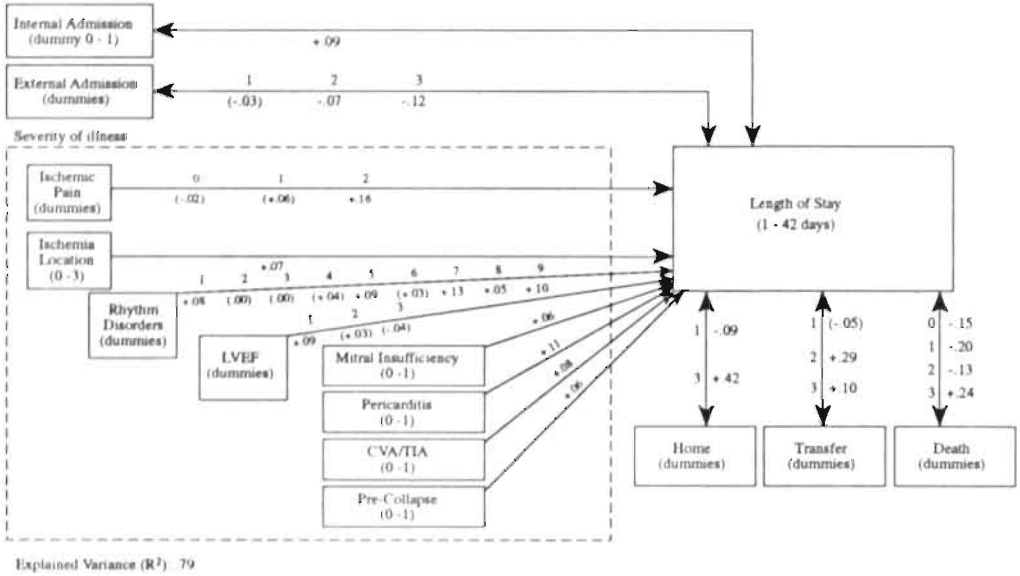 Internal Admission
(dummy 0 - 1)
+.09
External Admission
(dummies)
1 2 3
(-.03) -.07 -.12
Severity of illness
Ischemic
Pain
(dummies)
0 1 2
(-.02) (+.06) +.16
Length of Stay
(1 - 42 days)
Ischemia
Location
(0 - 3)
+.07
Rhythm
Disorders
(dummies)
1 2 3 4 5 6 7 8 9
+.08 (.00) (.00) (+.04) +.09 (+.03) +.13 +.05 +.10
LVEF
(dummies)
1 2 3
+.09 (+.03) (-.04)
Mitral Insufficiency
(0 -1)
+.06
Pericarditis
(0 -1)
+.11
CVA/TIA
(0 -1)
+.08
Pre-Collapse
(0 -1)
+.06
1 -.09
3 +.42
Home
(dummies)
1 (-.05)
2 +.29
3 +.10
Transfer
(dummies)
0 -.15
1 -.20
2 -.13
3 +.24
Death
(dummies)
Explained Variance (R²): .79